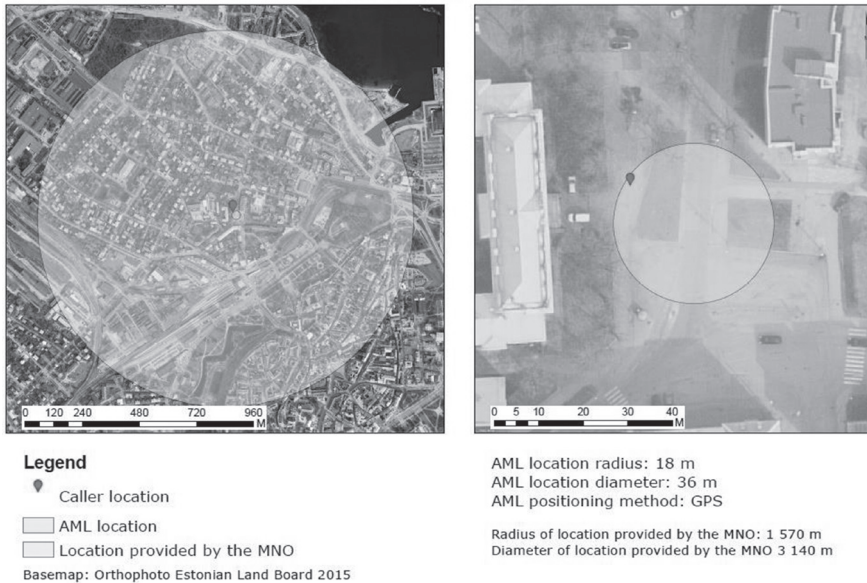 0 120 240 480 720 960
M
0 5 10 20 30 40
M
Legend
Caller location
AML location
Location provided by the MNO
Basemap: Orthophoto Estonian Land Board 2015
AML location radius: 18 m
AML location diameter: 36 m
AML positioning method: GPS
Radius of location provided by the MNO: 1 570 m
Diameter of location provided by the MNO 3 140 m